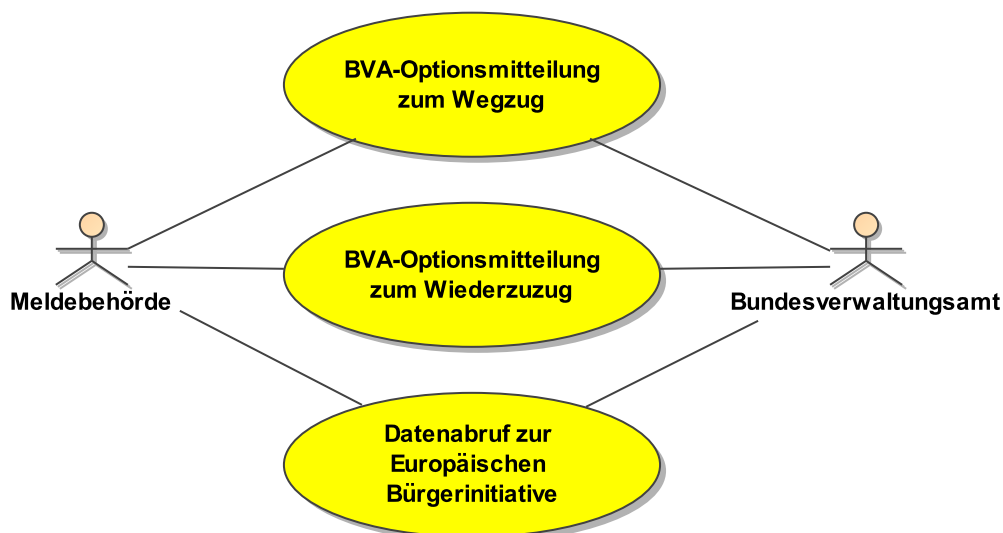 BVA-Optionsmitteilung
zum Wegzug
BVA-Optionsmitteilung
zum Wiederzuzug
Meldebehörde
Bundesverwaltungsamt
Datenabruf zur
Europäischen
Bürgerinitiative